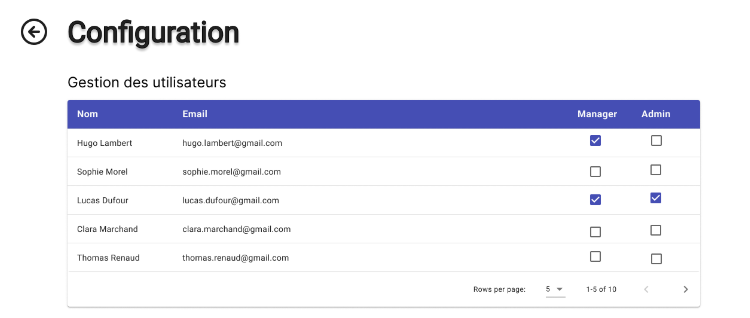 Configuration
Gestion des utilisateurs
Nom Email Manager Admin
Hugo Lambert hugo.lambert@gmail.com
Sophie Morel sophie.morel@gmail.com
Lucas Dufour lucas.dufour@gmail.com
Clara Marchand clara.marchand@gmail.com
Thomas Renaud thomas.renaud@gmail.com
Rows per page: 5 1-5 of 10